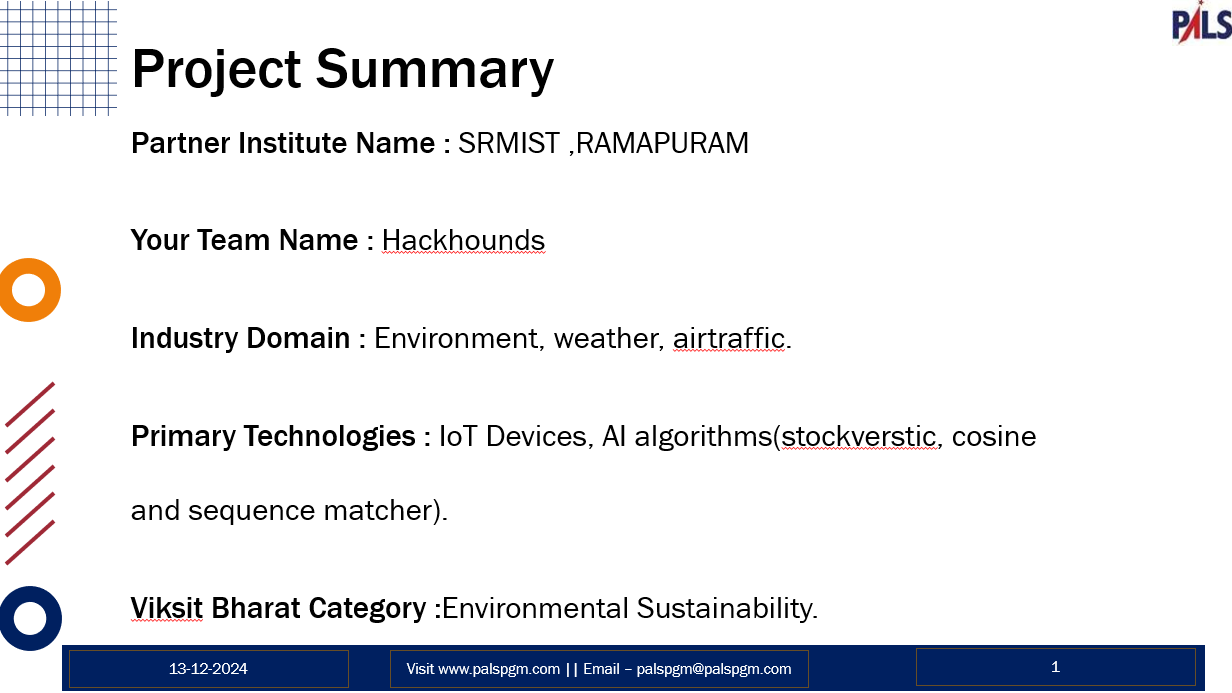 PALS
Project Summary
Partner Institute Name : SRMIST ,RAMAPURAM
Your Team Name : Hackhounds
Industry Domain : Environment, weather, airtraffic.
Primary Technologies : IoT Devices, AI algorithms(stockverstic, cosine
and sequence matcher).
Viksit Bharat Category :Environmental Sustainability.
13-12-2024
Visit www.palspgm.com || Email – palspgm@palspgm.com
1